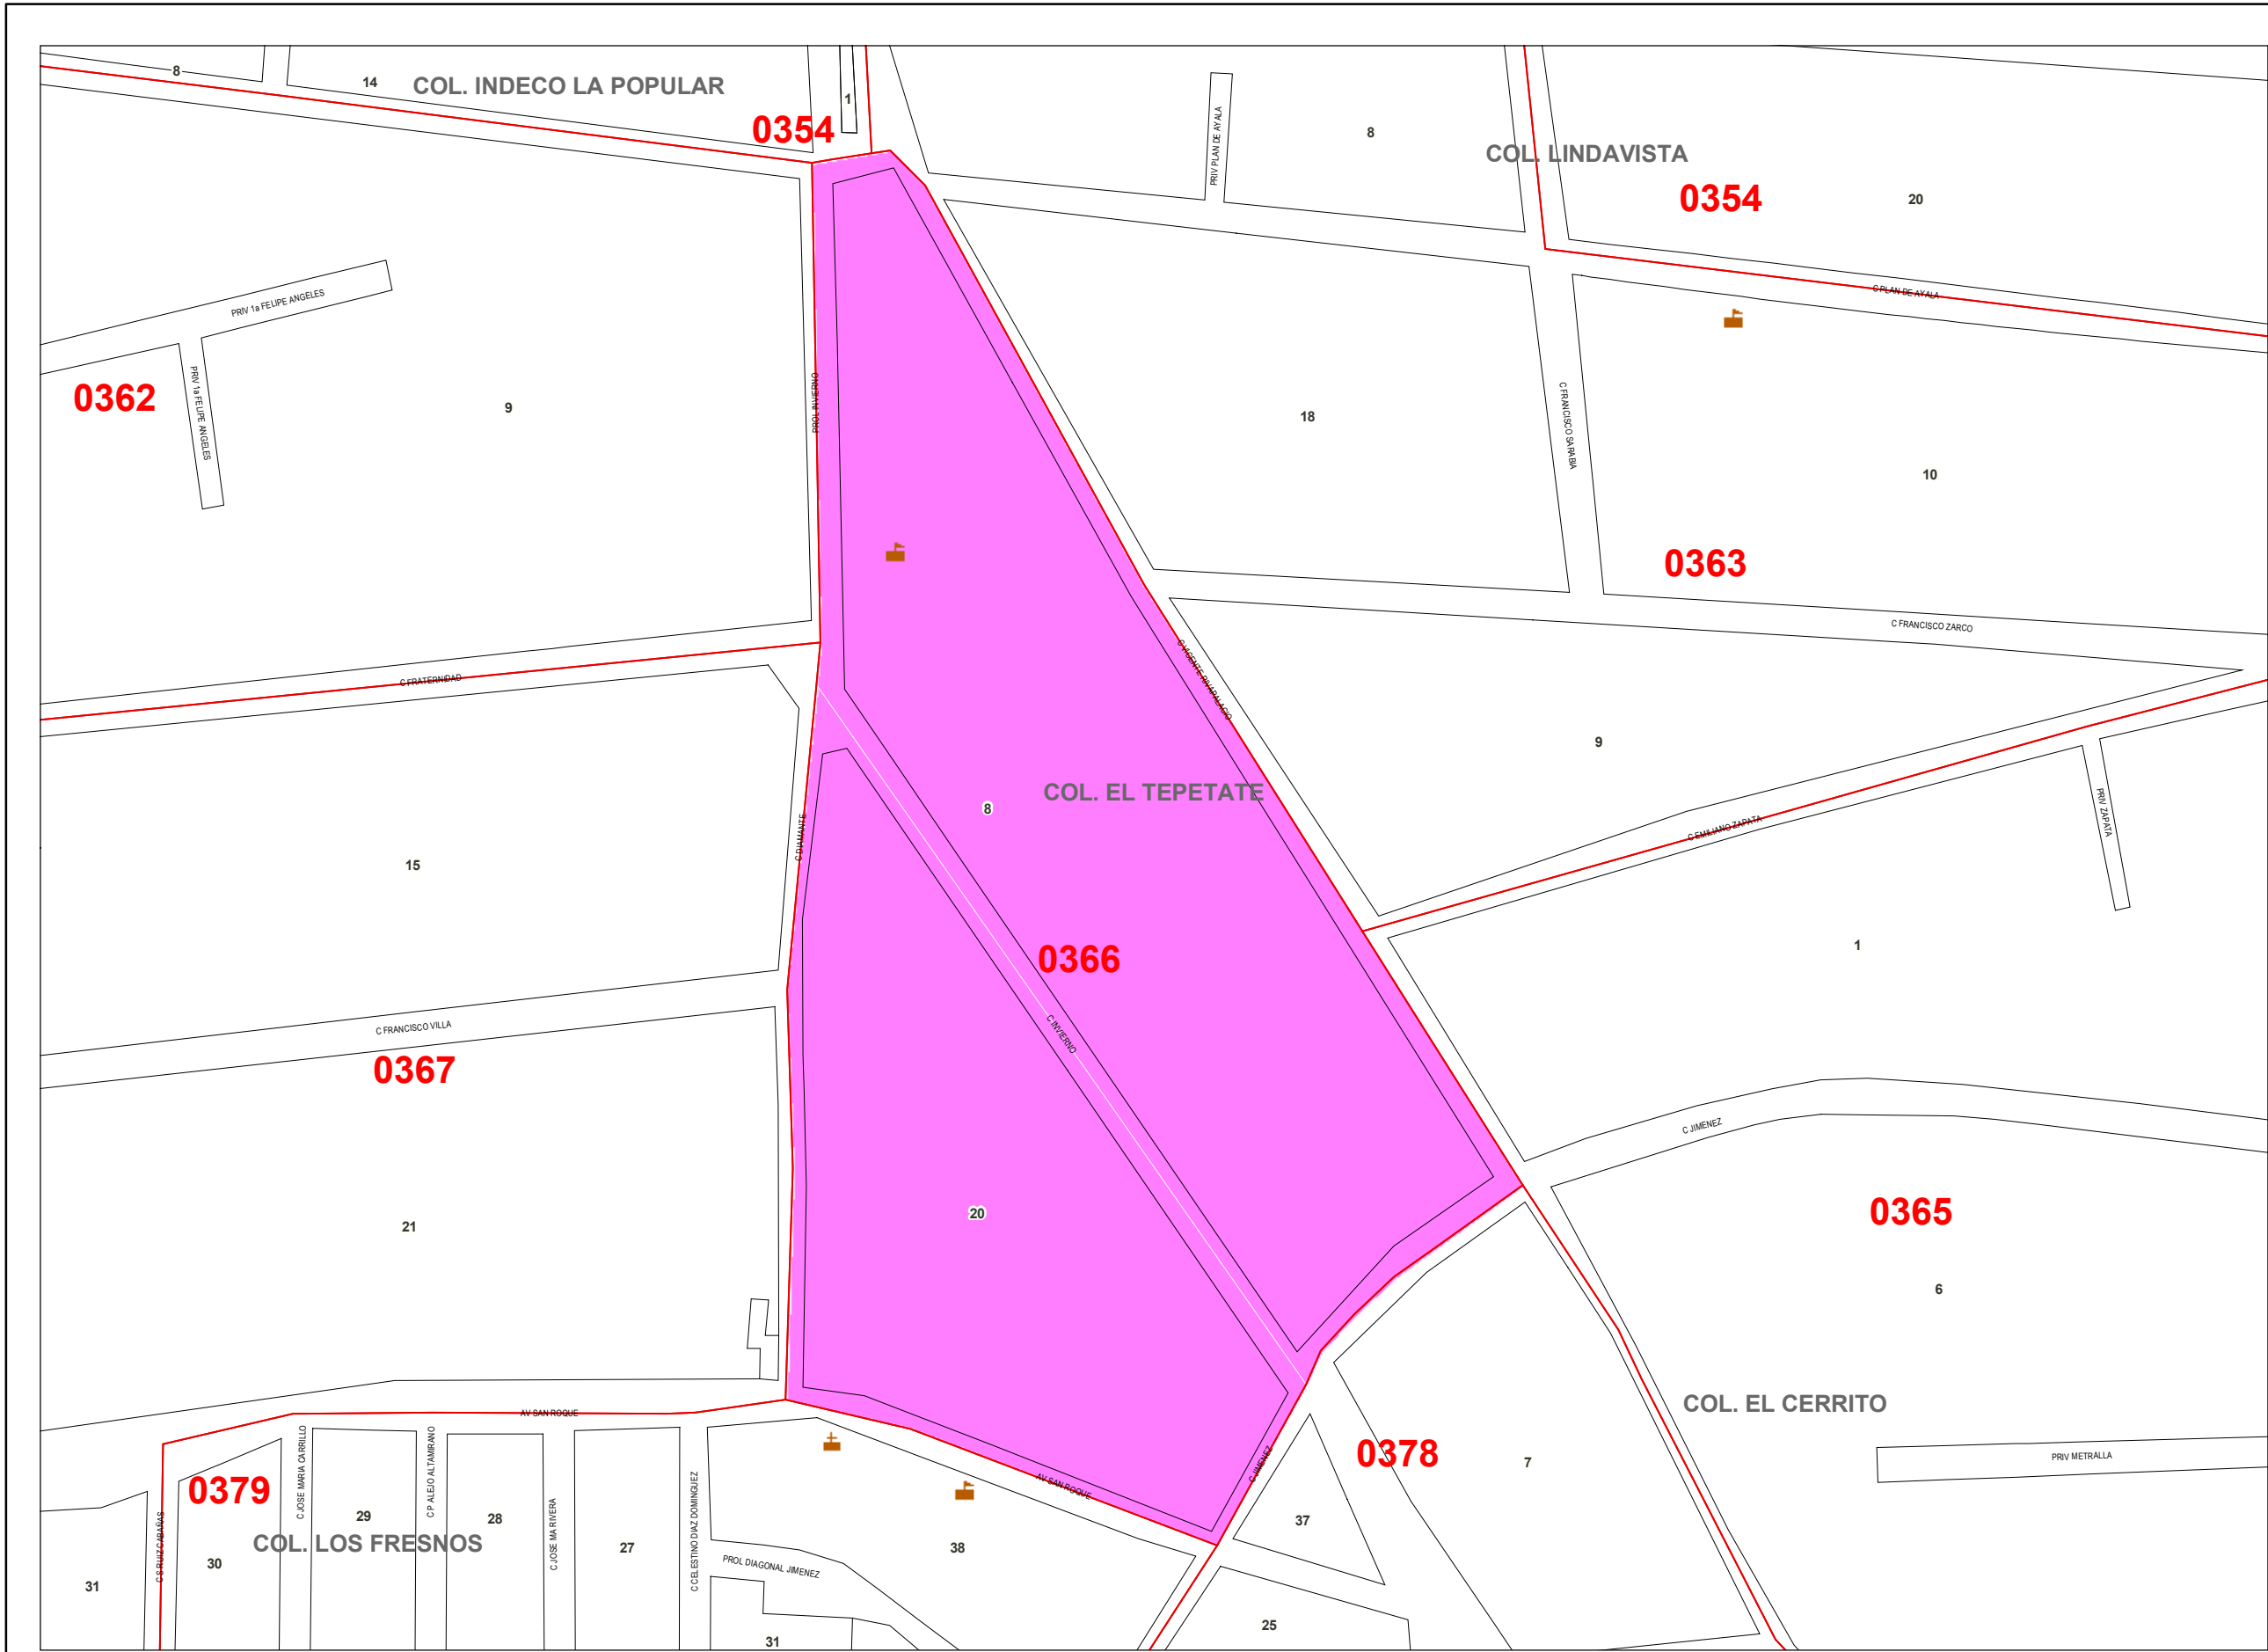 8
14
COL. INDECO LA POPULAR
1
0354
PRIV PLAN DE AYALA
8
COL. LINDAVISTA
0354
20
C PLAN DE AYALA
PRIV 1a FELIPE ANGELES
PRIV 1a FELIPE ANGELES
0362
9
PROL INVIERNO
18
C FRANCISCO SARABIA
10
0363
C FRANCISCO ZARCO
C FRATERNIDAD
C VICENTE RIVAPALACIO
9
COL. EL TEPETATE
8
C DIAMANTE
C EMILIANO ZAPATA
PRIV ZAPATA
15
0366
1
C INVIERNO
C FRANCISCO VILLA
0367
C JIMENEZ
21
20
0365
6
COL. EL CERRITO
AV SAN ROQUE
C JIMENEZ
0378
7
PRIV METRALLA
AV SAN ROQUE
0379
C S RUIZ CABAÑAS
C JOSE MARIA CARRILLO
C P ALEJO ALTAMIRANO
C JOSE MA RIVERA
C CELESTINO DIAZ DOMINGUEZ
29
28
37
COL. LOS FRESNOS
27
38
30
PROL DIAGONAL JIMENEZ
31
25
31